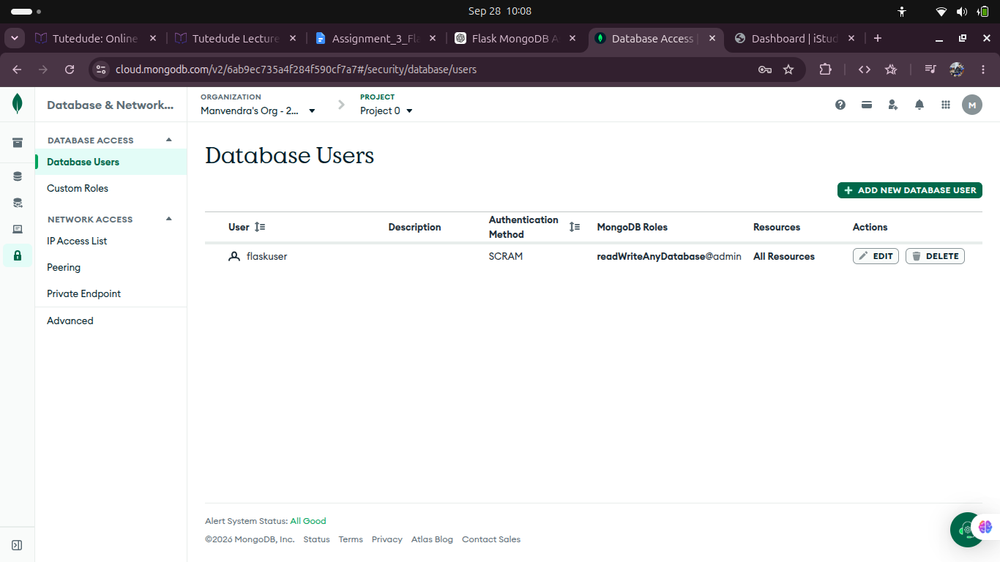 Sep 28 10:08
Tutedude: Online
Tutedude Lecture
Assignment_3_Fla
Flask MongoDB A
Database Access |
Dashboard | iStud
cloud.mongodb.com/v2/6ab9ec735a4f284f590cf7a7#/security/database/users
Database & Network...
ORGANIZATION
Manvendra's Org - 2...
PROJECT
Project 0
M
DATABASE ACCESS
Database Users
Custom Roles
NETWORK ACCESS
IP Access List
Peering
Private Endpoint
Advanced
Database Users
+ ADD NEW DATABASE USER
User
Description
Authentication
Method
MongoDB Roles
Resources
Actions
flaskuser
SCRAM
readWriteAnyDatabase@admin
All Resources
EDIT
DELETE
Alert System Status: All Good
©2026 MongoDB, Inc. Status Terms Privacy Atlas Blog Contact Sales